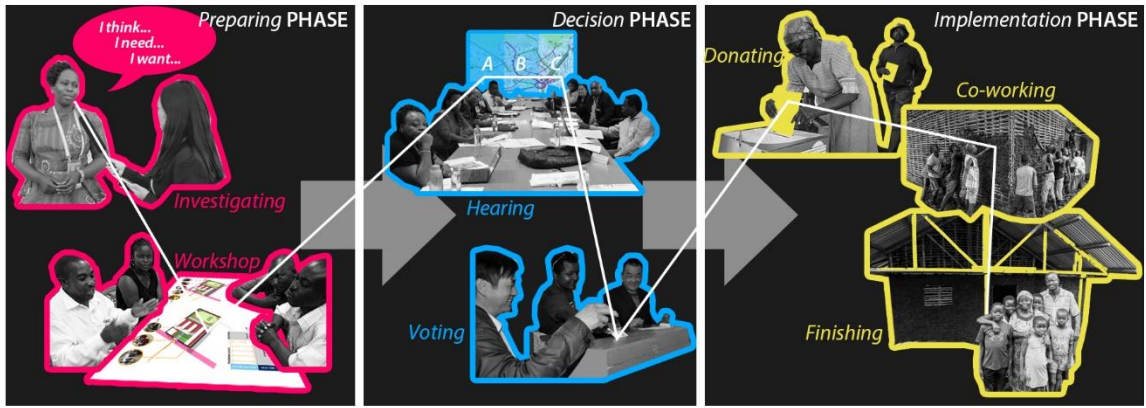 Preparing PHASE
I think...
I need...
I want...
Investigating
Workshop
Decision PHASE
A B C
Hearing
Voting
Implementation PHASE
Donating
Co-working
Finishing